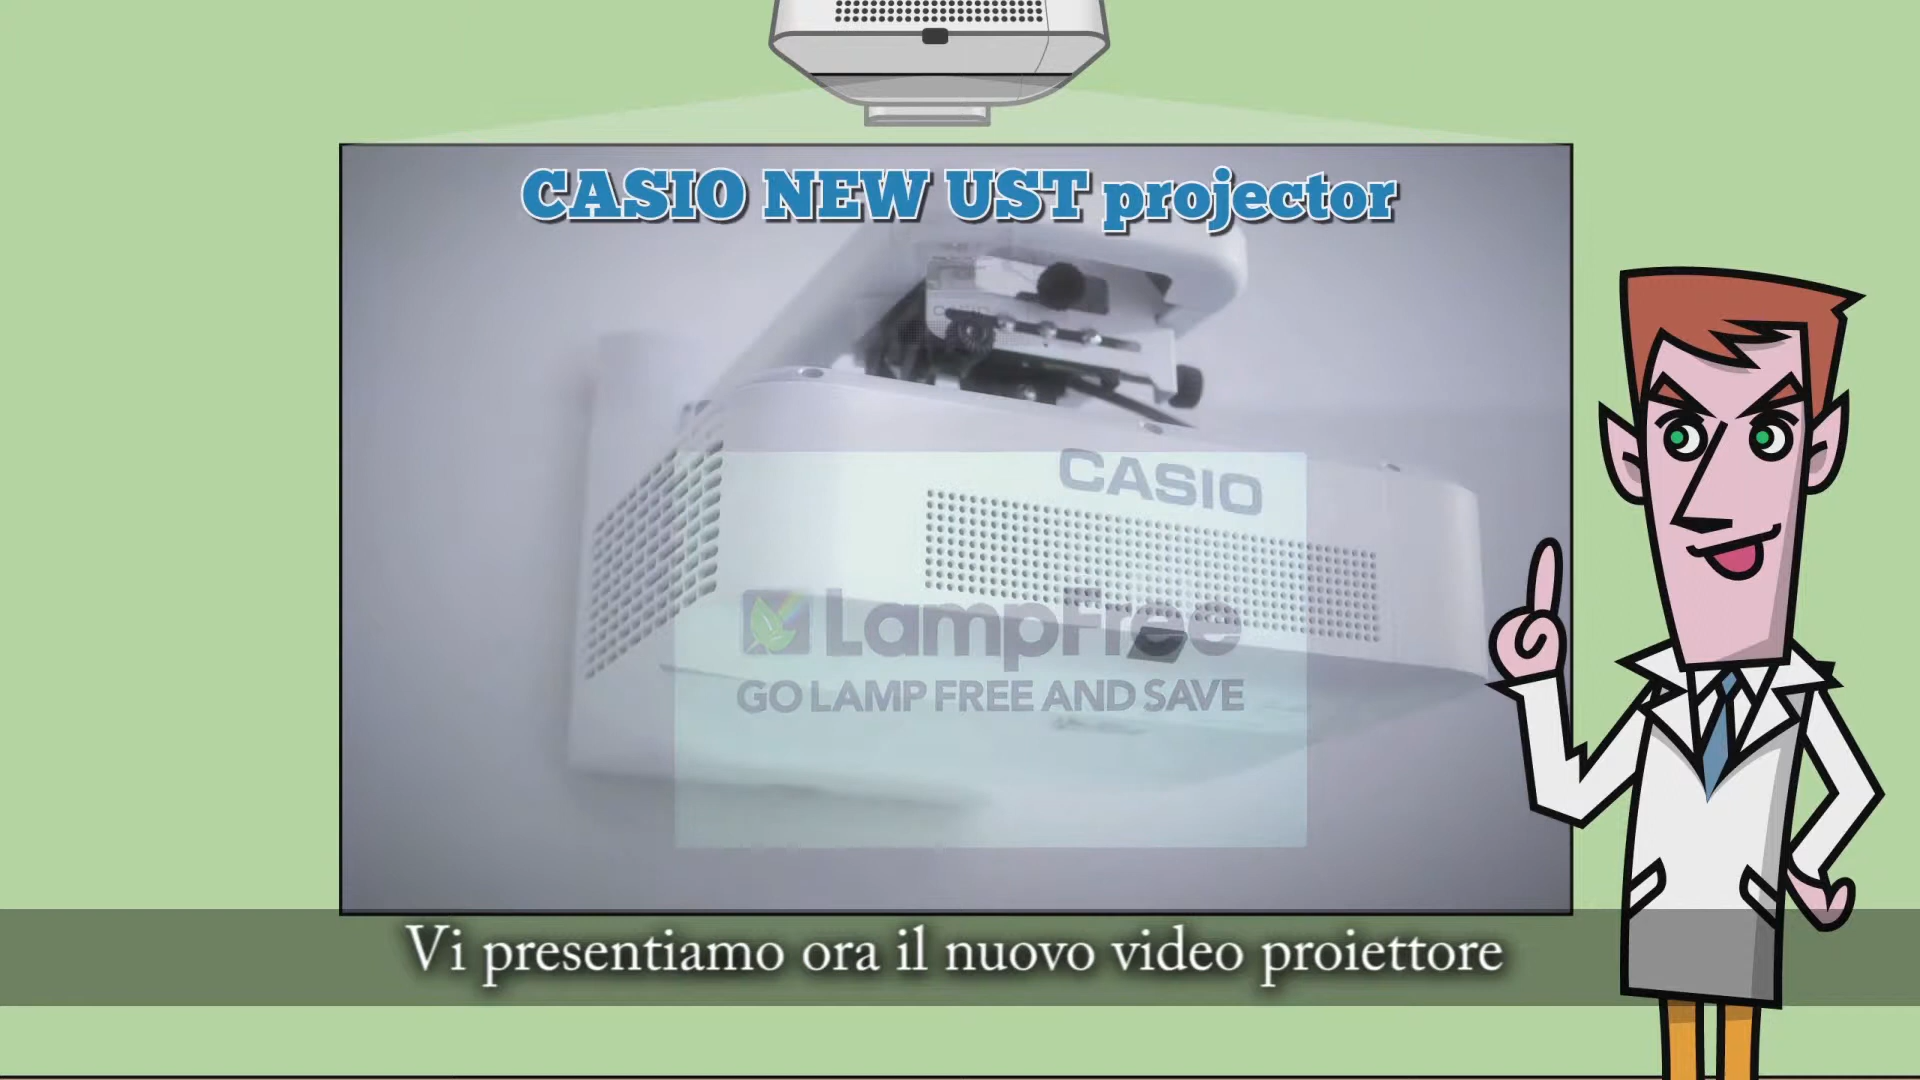 CASIO NEW UST projector
CASIO
LampFree
GO LAMP FREE AND SAVE
Vi presentiamo ora il nuovo video proiettore